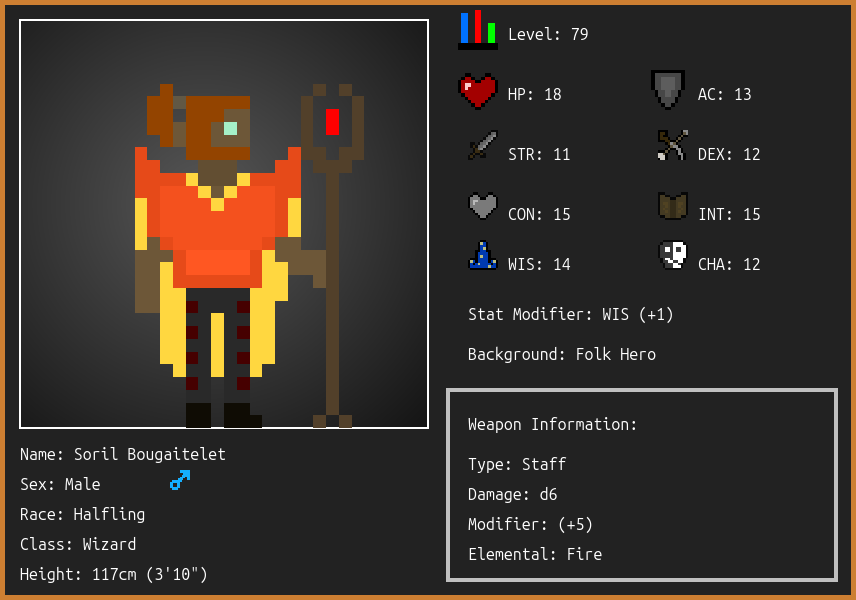 Level: 79
HP: 18
AC: 13
STR: 11
DEX: 12
CON: 15
INT: 15
WIS: 14
CHA: 12
Stat Modifier: WIS (+1)
Background: Folk Hero
Weapon Information:
Type: Staff
Damage: d6
Modifier: (+5)
Elemental: Fire
Name: Soril Bougaitelet
Sex: Male
Race: Halfling
Class: Wizard
Height: 117cm (3'10")